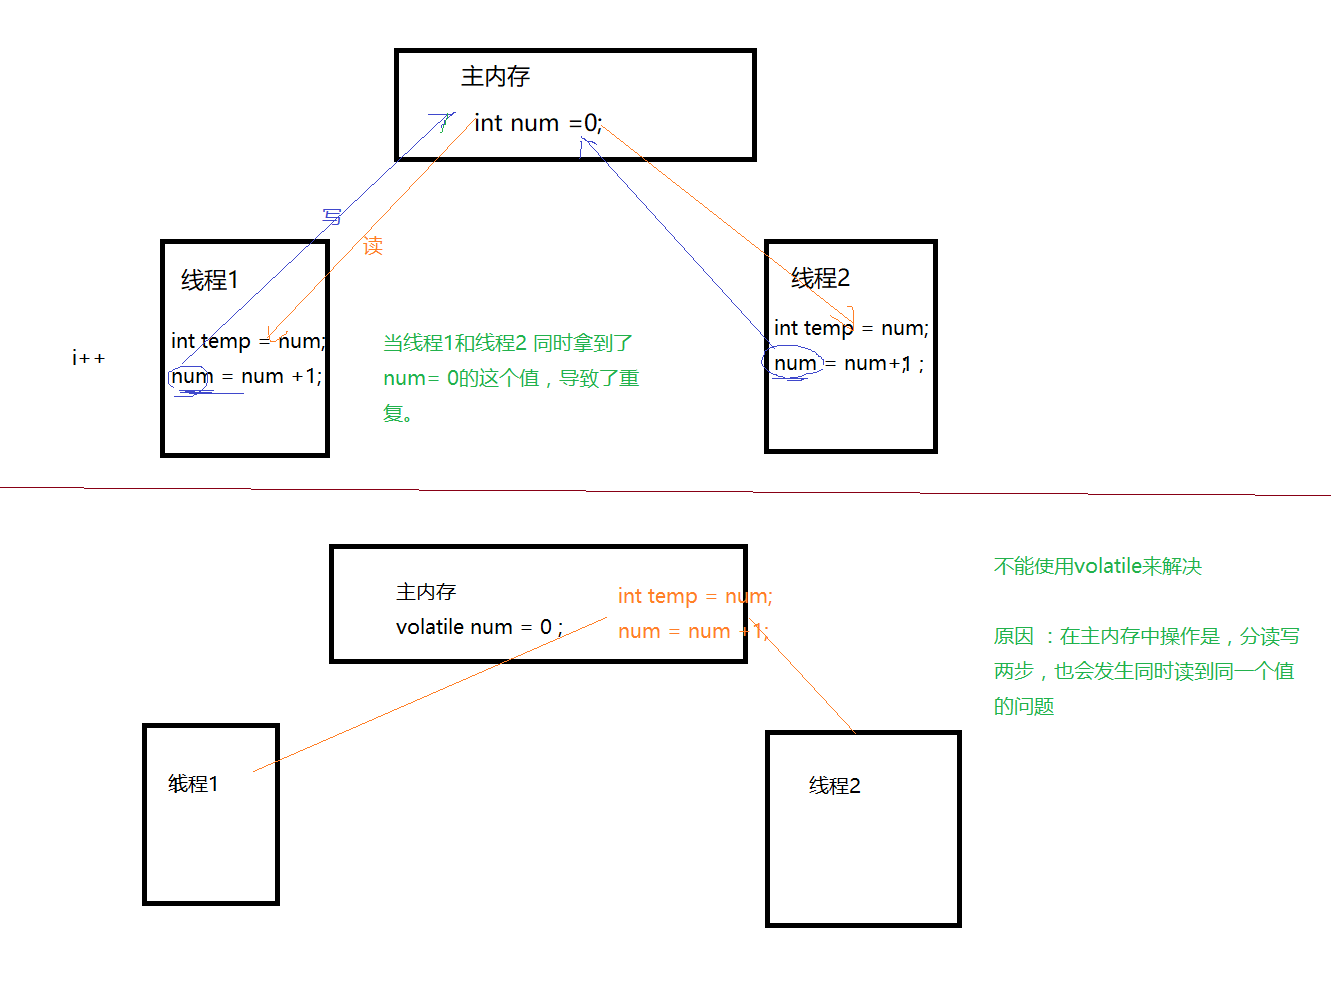 主内存
int num =0;
写
读
线程1
int temp = num;
num = num +1;
i++
当线程1和线程2 同时拿到了
num= 0的这个值，导致了重
复。
线程2
int temp = num;
num = num+1 ;
主内存
volatile num = 0 ;
int temp = num;
num = num +1;
线程1
线程2
不能使用volatile来解决
原因 ：在主内存中操作是，分读写
两步，也会发生同时读到同一个值
的问题